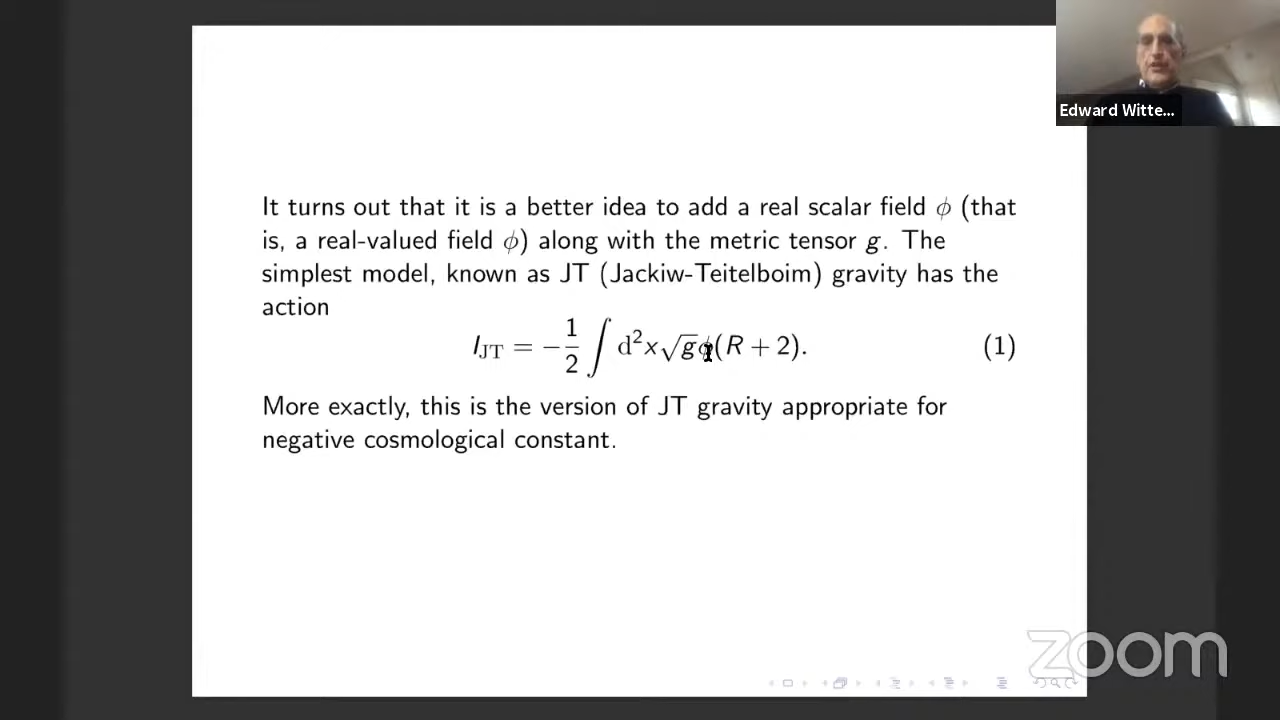 Edward Witte...
It turns out that it is a better idea to add a real scalar field ϕ (that
is, a real-valued field ϕ) along with the metric tensor g. The
simplest model, known as JT (Jackiw-Teitelboim) gravity has the
action
I_JT = −1/2 ∫ d²x√gϕ(R + 2). (1)
More exactly, this is the version of JT gravity appropriate for
negative cosmological constant.
zoom